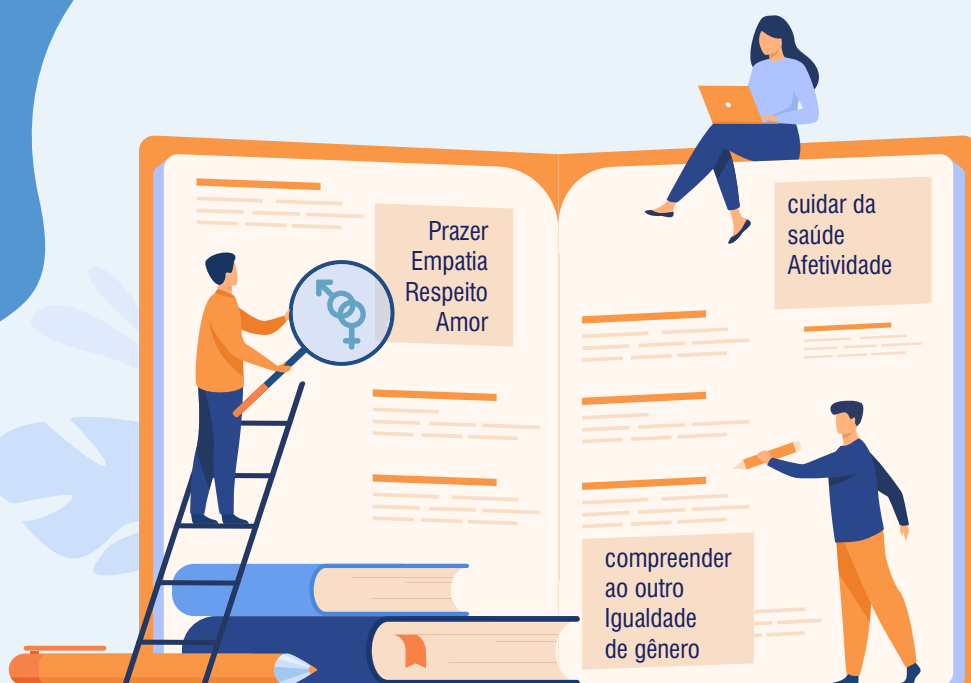 Prazer
Empatia
Respeito
Amor
cuidar da
saúde
Afetividade
compreender
ao outro
Igualdade
de gênero